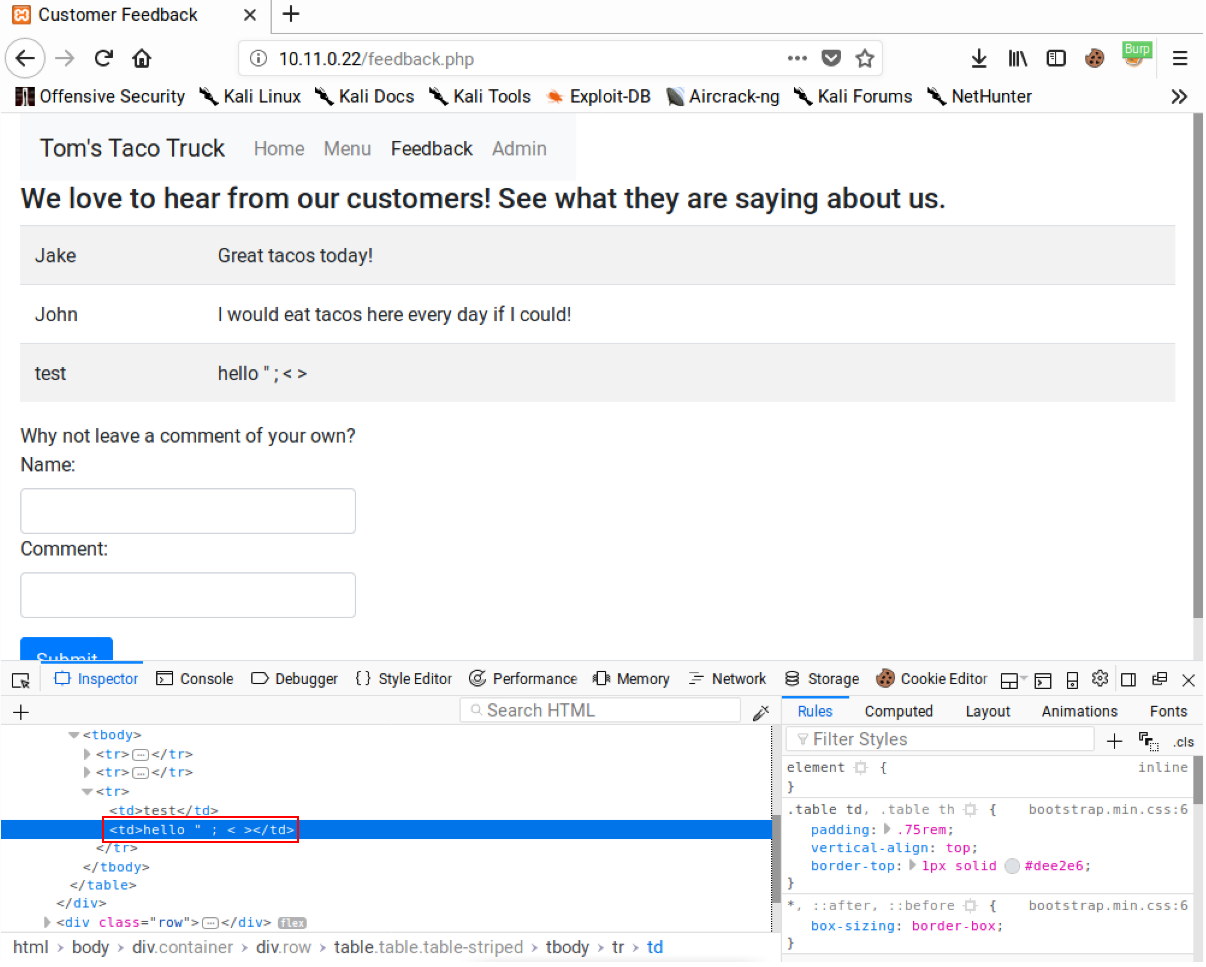 Customer Feedback
10.11.0.22/feedback.php
Burp
Offensive Security Kali Linux Kali Docs Kali Tools Exploit-DB Aircrack-ng Kali Forums NetHunter
Tom's Taco Truck Home Menu Feedback Admin
We love to hear from our customers! See what they are saying about us.
Jake Great tacos today!
John I would eat tacos here every day if I could!
test hello " ; < >
Why not leave a comment of your own?
Name:
Comment:
Submit
Inspector Console Debugger { } Style Editor Performance Memory Network Storage Cookie Editor
+ Search HTML
<tbody>
<tr></tr>
<tr></tr>
<tr>
<td>test</td>
<td>hello " ; < ></td>
</tr>
</tbody>
</table>
</div>
<div class="row"></div> flex
html › body › div.container › div.row › table.table.table-striped › tbody › tr › td
Rules Computed Layout Animations Fonts
Filter Styles + .cls
element { inline
}
.table td, .table th { bootstrap.min.css:6
padding: .75rem;
vertical-align: top;
border-top: 1px solid #dee2e6;
}
*, ::after, ::before { bootstrap.min.css:6
box-sizing: border-box;
}